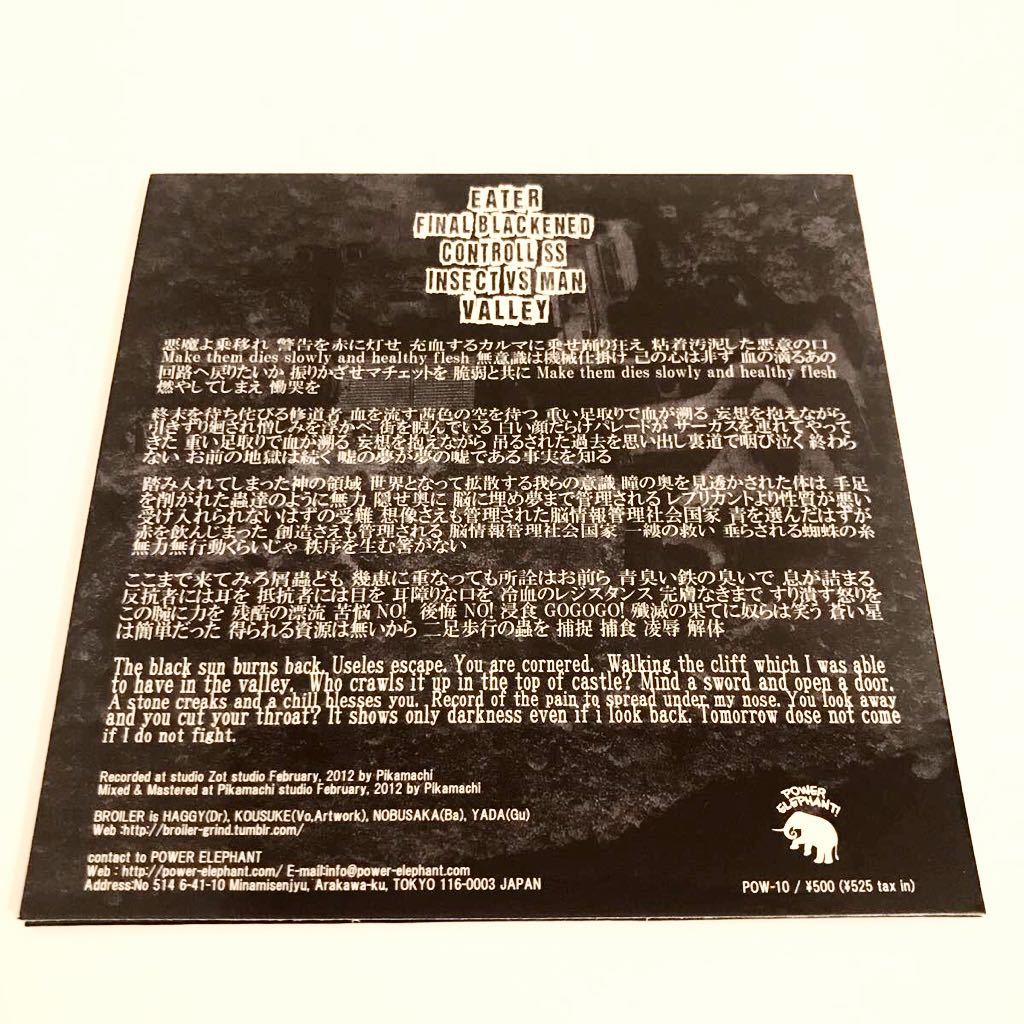 EATER
FINAL BLACKENED
CONTROLL SS
INSECT VS MAN
VALLEY
悪魔よ乗移れ 警告を赤に灯せ 充血するカルマに乗せ踊り狂え 粘着汚泥した悪意の口
Make them dies slowly and healthy flesh 無意識は機械仕掛け 己の心は非ず 血の滴るあの
回路へ戻りたいか 振りかざせマチェットを 脆弱と共に Make them dies slowly and healthy flesh
燃やしてしまえ 慟哭を
終末を待ち侘びる修道者 血を流す茜色の空を待つ 重い足取りで血が溯る 妄想を抱えながら
引きずり廻され憎しみを浮かべ 街を睨んでいる 白い顔だらけパレードが サーカスを連れてやって
きた 重い足取りで血が溯る 妄想を抱えながら 吊るされた過去を思い出し裏道で咽び泣く 終わら
ない お前の地獄は続く 嘘の夢が夢の嘘である事実を知る
踏み入れてしまった神の領域 世界となって拡散する我らの意識 瞳の奥を見透かされた体は 手足
を削がれた蟲達のように無力 隠せ奥に 脳に埋め夢まで管理される レプリカントより性質が悪い
受け入れられないはずの受難 想像さえも管理された脳情報管理社会国家 青を選んだはずが
赤を飲んじまった 創造さえも管理される 脳情報管理社会国家 一縷の救い 垂らされる蜘蛛の糸
無力無行動くらいじゃ 秩序を生む筈がない
ここまで来てみろ屑蟲ども 幾恵に重なっても所詮はお前ら 青臭い鉄の臭いで 息が詰まる
反抗者には耳を 抵抗者には目を 耳障りな口を 冷血のレジスタンス 完膚なきまで すり潰す怒りを
この腕に力を 残酷の漂流 苦悩 NO! 後悔 NO! 浸食 GOGOGO! 殲滅の果てに奴らは笑う 蒼い星
は簡単だった 得られる資源は無いから 二足歩行の蟲を 捕捉 捕食 凌辱 解体
The black sun burns back. Useles escape. You are cornered. Walking the cliff which I was able
to have in the valley. Who crawls it up in the top of castle? Mind a sword and open a door.
A stone creaks and a chill blesses you. Record of the pain to spread under my nose. You look away
and you cut your throat? It shows only darkness even if i look back. Tomorrow dose not come
if I do not fight.
Recorded at studio Zot studio February, 2012 by Pikamachi
Mixed & Mastered at Pikamachi studio February, 2012 by Pikamachi
BROILER is HAGGY(Dr), KOUSUKE(Vo,Artwork), NOBUSAKA(Ba), YADA(Gu)
Web :http://broiler-grind.tumblr.com/
contact to POWER ELEPHANT
Web : http://power-elephant.com/ E-mail:info@power-elephant.com
Address:No 514 6-41-10 Minamisenjyu, Arakawa-ku, TOKYO 116-0003 JAPAN
POWER
ELEPHANT!
POW-10 / ¥500 (¥525 tax in)